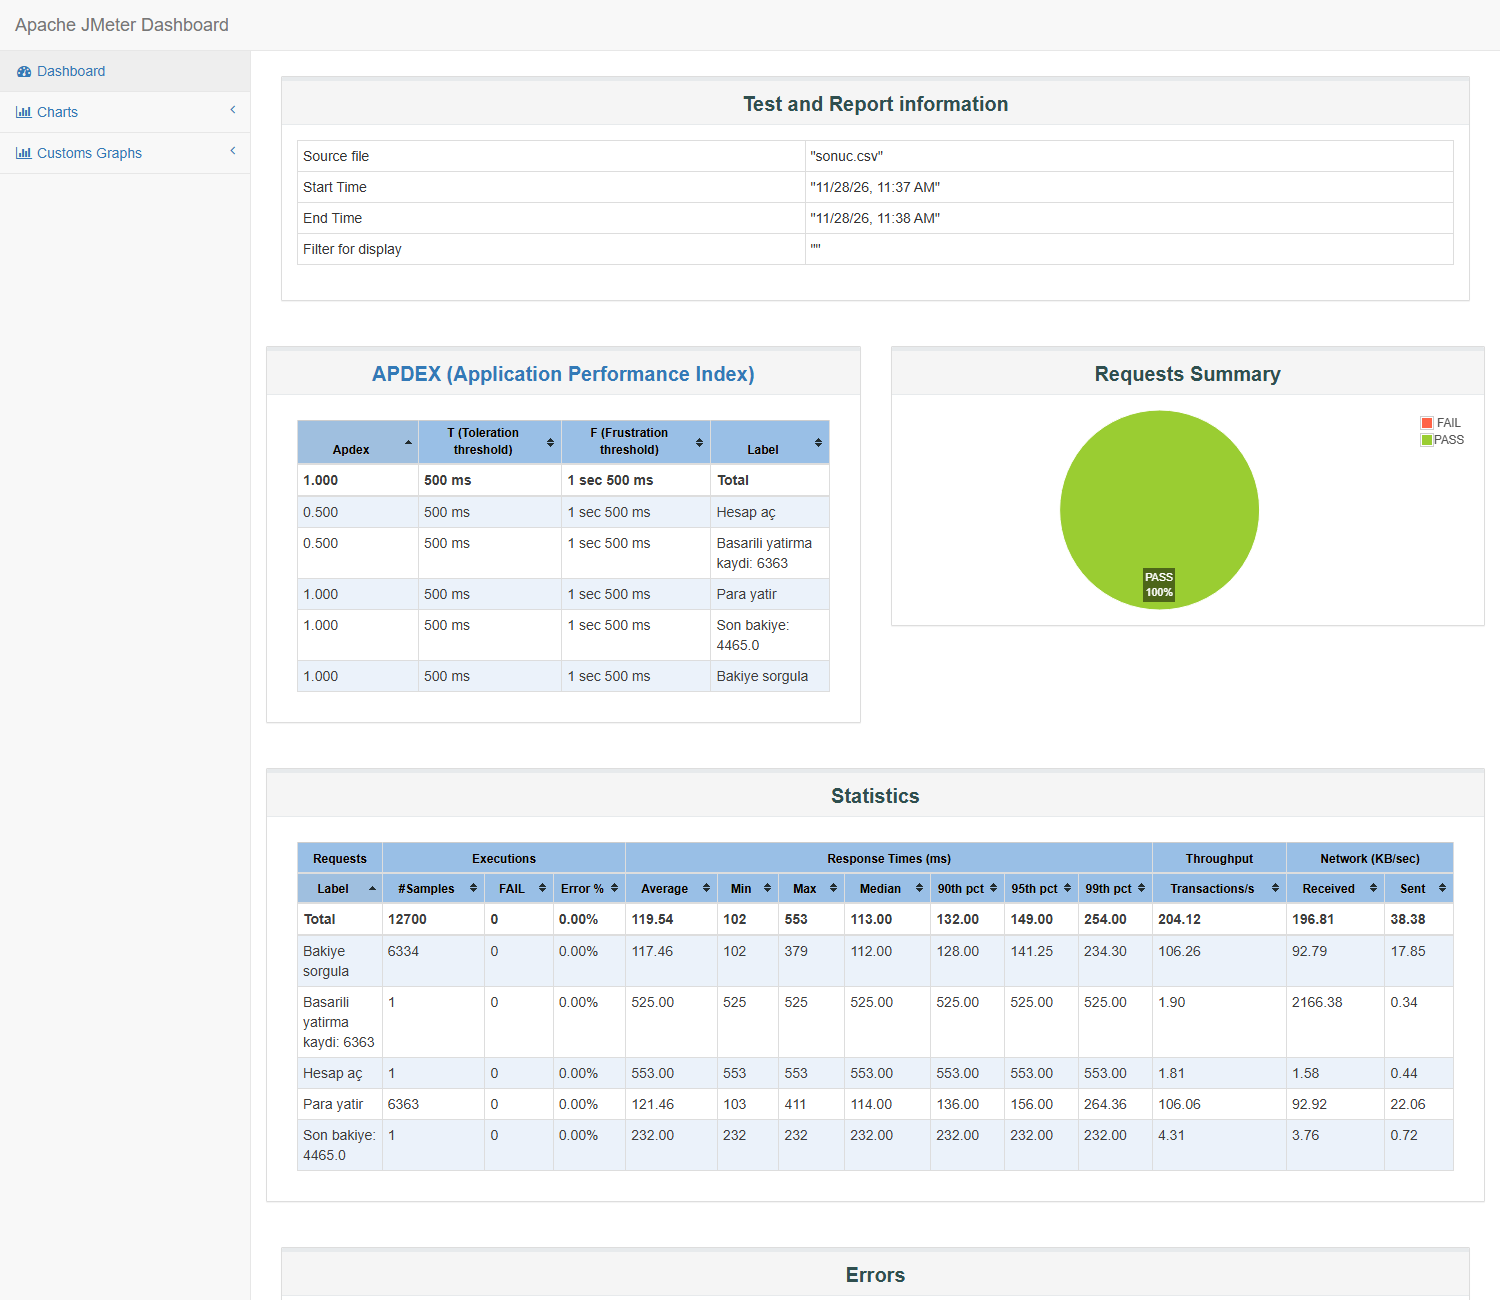 Apache JMeter Dashboard
Dashboard
Charts
Customs Graphs
Test and Report information
Source file "sonuc.csv"
Start Time "11/28/26, 11:37 AM"
End Time "11/28/26, 11:38 AM"
Filter for display ""
APDEX (Application Performance Index)
Apdex T (Toleration threshold) F (Frustration threshold) Label
1.000 500 ms 1 sec 500 ms Total
0.500 500 ms 1 sec 500 ms Hesap aç
0.500 500 ms 1 sec 500 ms Basarili yatirma
kaydi: 6363
1.000 500 ms 1 sec 500 ms Para yatir
1.000 500 ms 1 sec 500 ms Son bakiye:
4465.0
1.000 500 ms 1 sec 500 ms Bakiye sorgula
Requests Summary
FAIL
PASS
PASS
100%
Statistics
Requests Executions Response Times (ms) Throughput Network (KB/sec)
Label #Samples FAIL Error % Average Min Max Median 90th pct 95th pct 99th pct Transactions/s Received Sent
Total 12700 0 0.00% 119.54 102 553 113.00 132.00 149.00 254.00 204.12 196.81 38.38
Bakiye 6334 0 0.00% 117.46 102 379 112.00 128.00 141.25 234.30 106.26 92.79 17.85
sorgula
Basarili 1 0 0.00% 525.00 525 525 525.00 525.00 525.00 525.00 1.90 2166.38 0.34
yatirma
kaydi: 6363
Hesap aç 1 0 0.00% 553.00 553 553 553.00 553.00 553.00 553.00 1.81 1.58 0.44
Para yatir 6363 0 0.00% 121.46 103 411 114.00 136.00 156.00 264.36 106.06 92.92 22.06
Son bakiye: 1 0 0.00% 232.00 232 232 232.00 232.00 232.00 232.00 4.31 3.76 0.72
4465.0
Errors